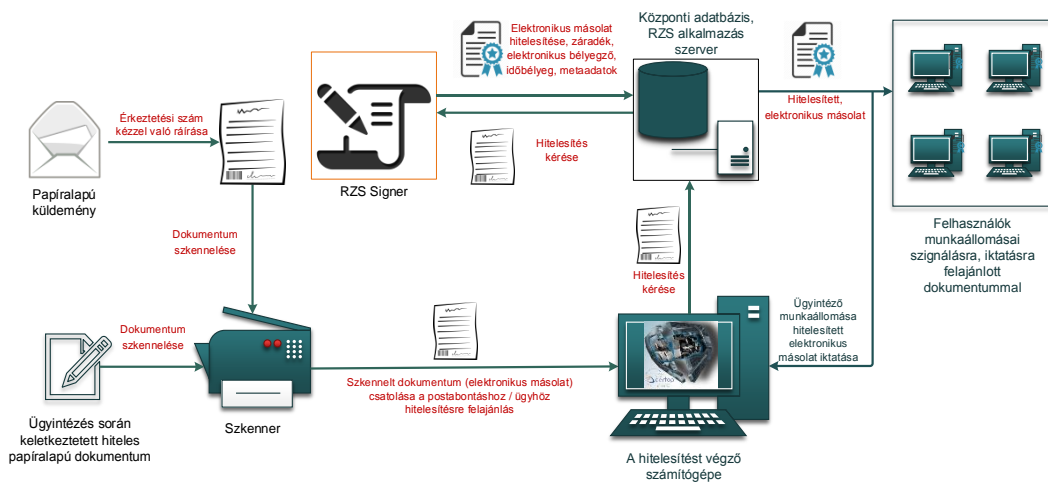 Elektronikus másolat
hitelesítése, záradék,
elektronikus bélyegző,
időbélyeg, metaadatok
Központi adatbázis,
RZS alkalmazás
szerver
Érkeztetési szám
kézzel való ráírása
Hitelesített,
elektronikus másolat
Hitelesítés
kérése
Papíralapú
küldemény
RZS Signer
Dokumentum
szkennelése
Felhasználók
munkaállomásai
szignálásra, iktatásra
felajánlott
dokumentummal
Hitelesítés
kérése
Dokumentum
szkennelése
Ügyintéző
munkaállomása
hitelesített
elektronikus
másolat iktatása
Szkennelt dokumentum (elektronikus másolat)
csatolása a postabontáshoz / ügyhöz
hitelesítésre felajánlás
Ügyintézés során
keletkeztetett hiteles
papíralapú dokumentum
Szkenner
A hitelesítést végző
számítógépe